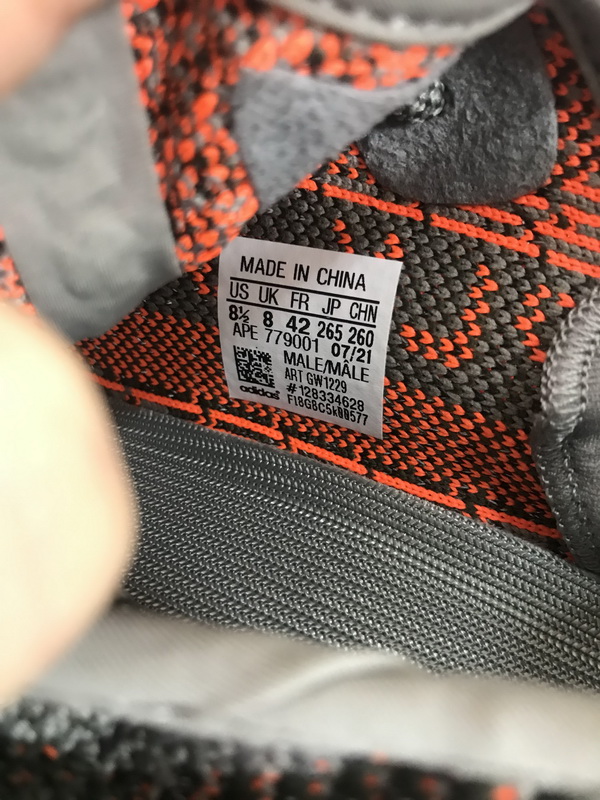 MADE IN CHINA
US UK FR JP CHN
8½ 8 42 265 260
APE 779001 07/21
MALE/MÂLE
ART GW1229
#128334628
adidas